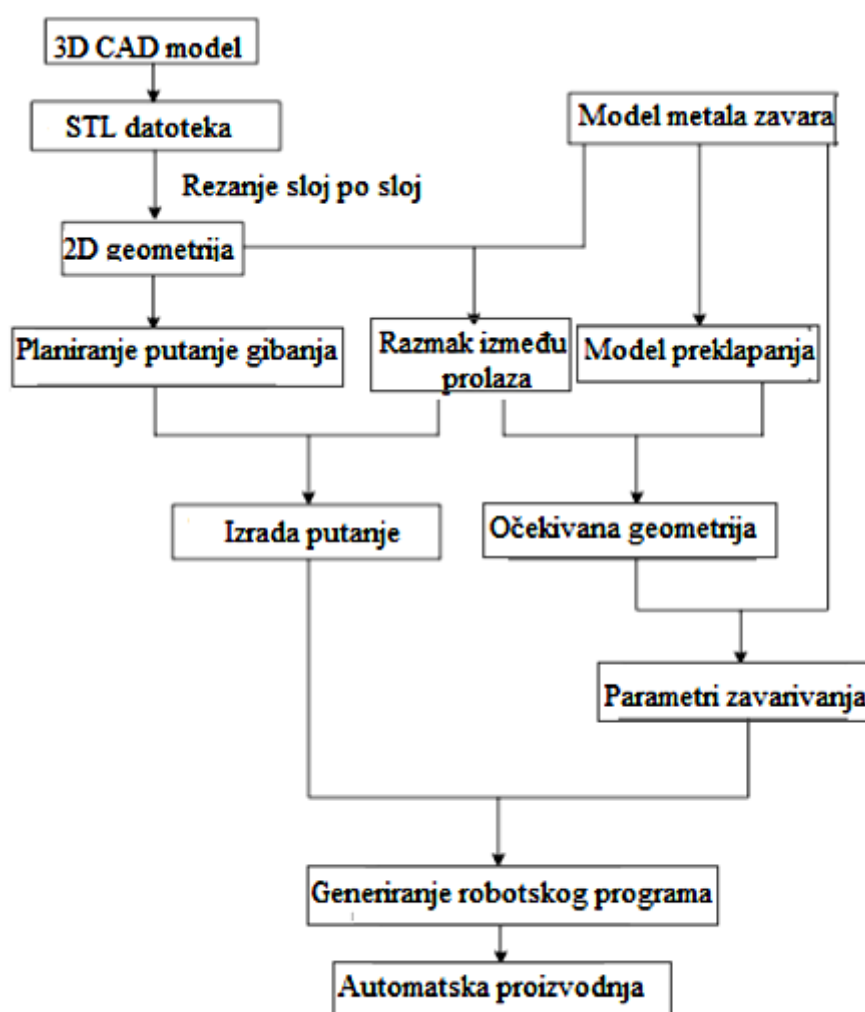 3D CAD model
STL datoteka
Model metala zavara
Rezanje sloj po sloj
2D geometrija
Planiranje putanje gibanja
Razmak između
prolaza
Model preklapanja
Izrada putanje
Očekivana geometrija
Parametri zavarivanja
Generiranje robotskog programa
Automatska proizvodnja